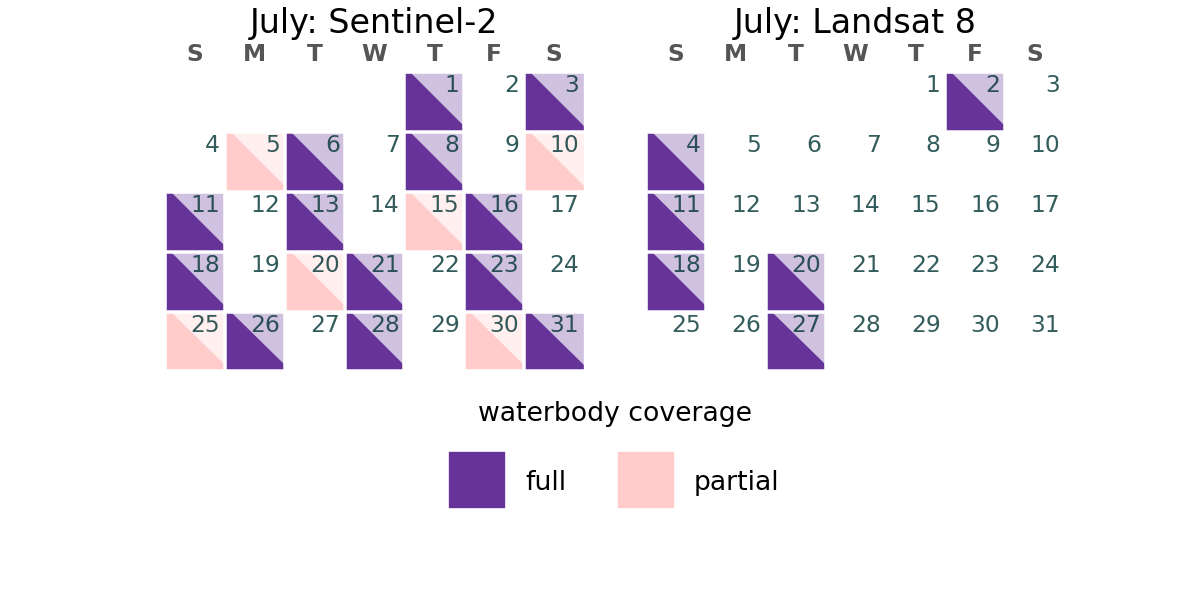 July: Sentinel-2
S M T W T F S
1 2 3
4 5 6 7 8 9 10
11 12 13 14 15 16 17
18 19 20 21 22 23 24
25 26 27 28 29 30 31
July: Landsat 8
S M T W T F S
1 2 3
4 5 6 7 8 9 10
11 12 13 14 15 16 17
18 19 20 21 22 23 24
25 26 27 28 29 30 31
waterbody coverage
full partial